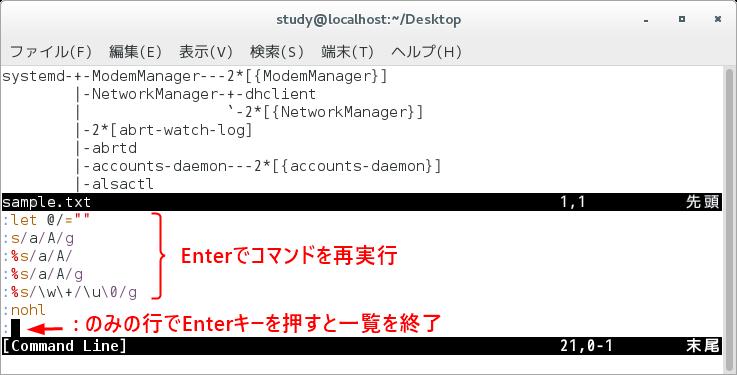 study@localhost:~/Desktop
ファイル(F) 編集(E) 表示(V) 検索(S) 端末(T) ヘルプ(H)
systemd-+-ModemManager---2*[{ModemManager}]
        |-NetworkManager-+-dhclient
        |                `-2*[{NetworkManager}]
        |-2*[abrt-watch-log]
        |-abrtd
        |-accounts-daemon---2*[{accounts-daemon}]
        |-alsactl
sample.txt 1,1 先頭
:let @/=""
:s/a/A/g
:%s/a/A/
:%s/a/A/g
:%s/\w\+/\u\0/g
:nohl
Enterでコマンドを再実行
:
: のみの行でEnterキーを押すと一覧を終了
[Command Line] 21,0-1 末尾